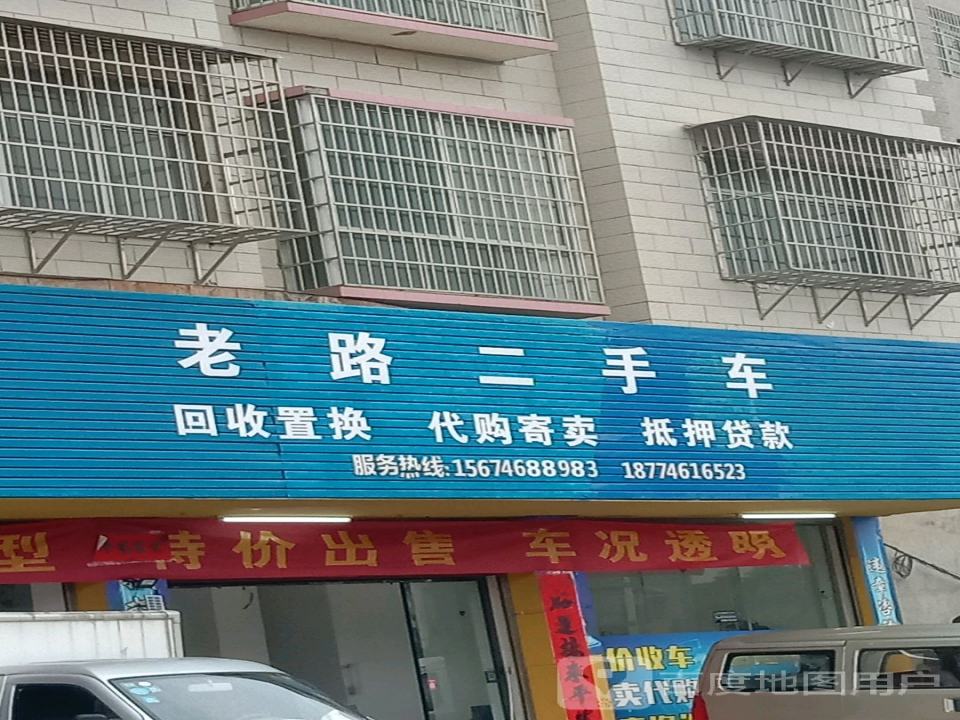 老路二手车
回收置换 代购寄卖 抵押贷款
服务热线:15674688983 18774616523
型 特价出售 车况透明
价收车
卖代购
百度地图用户